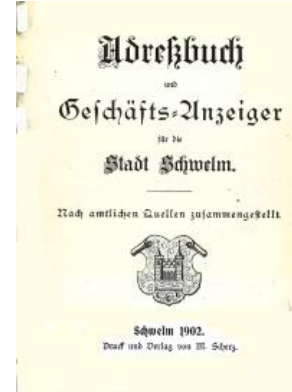 Adreßbuch
und
Geschäfts-Anzeiger
für die
Stadt Schwelm.
Nach amtlichen Quellen zusammengestellt.
Schwelm 1902.
Druck und Verlag von M. Scherz.